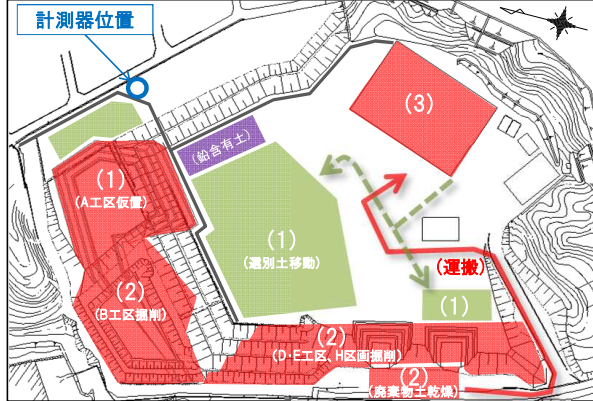 計測器位置
(3)
(鉛含有土)
(1)
(A工区仮置)
(1)
(選別土移動)
(運搬)
(2)
(B工区掘削)
(1)
(2)
(D・E工区、H区画掘削)
(2)
(廃棄物土乾燥)